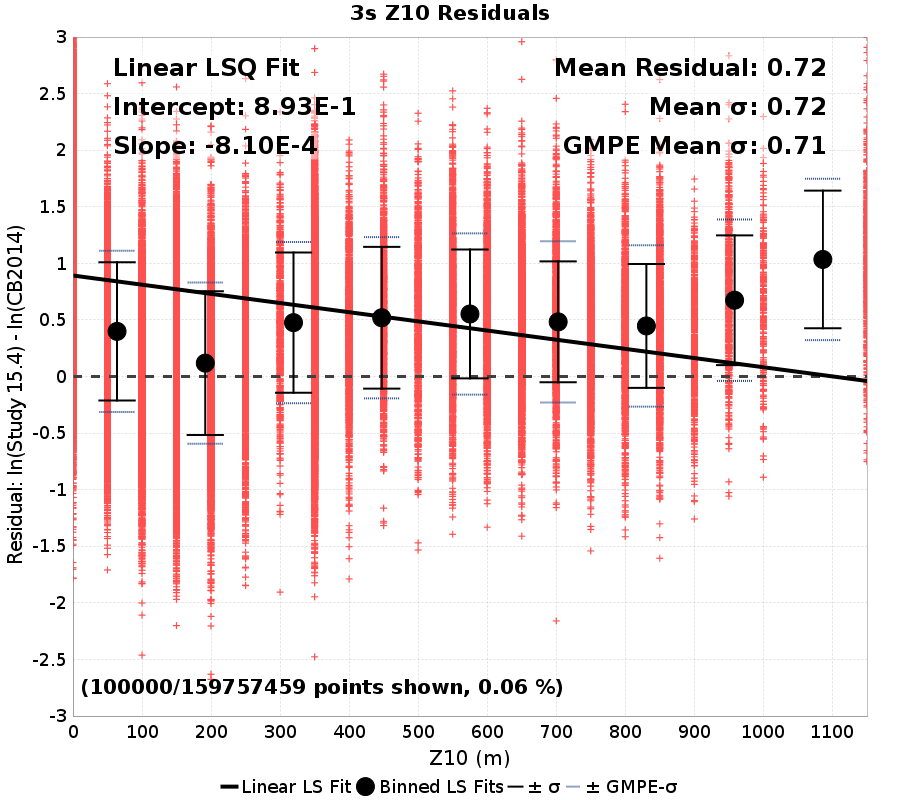 3s Z10 Residuals
Linear LSQ Fit
Intercept: 8.93E-1
Slope: -8.10E-4
Mean Residual: 0.72
Mean σ: 0.72
GMPE Mean σ: 0.71
Residual: ln(Study 15.4) - ln(CB2014)
3
2.5
2
1.5
1
0.5
0
-0.5
-1
-1.5
-2
-2.5
-3
(100000/159757459 points shown, 0.06 %)
0 100 200 300 400 500 600 700 800 900 1000 1100
Z10 (m)
Linear LS Fit Binned LS Fits ± σ ± GMPE-σ